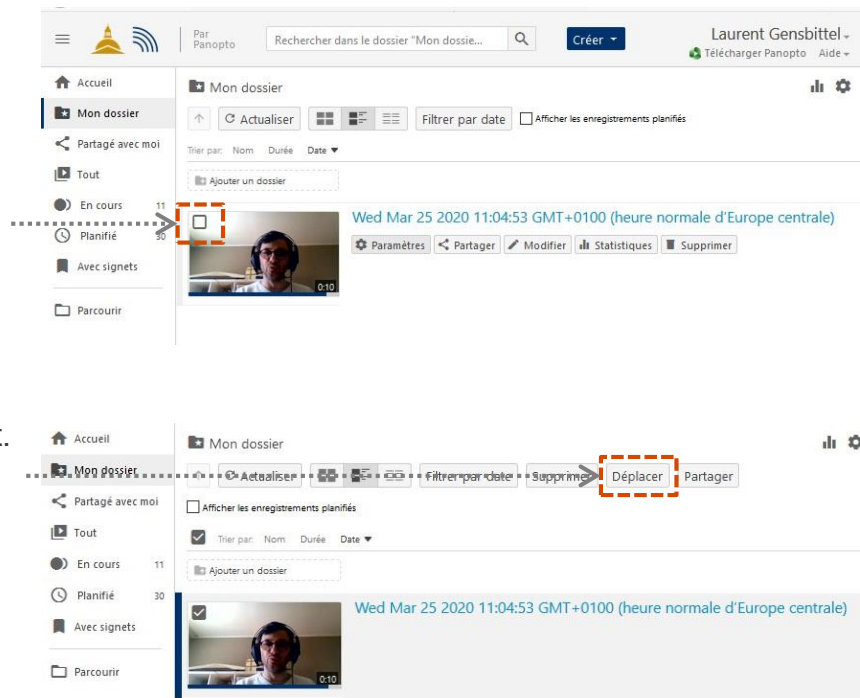 Par
Panopto
Rechercher dans le dossier "Mon dossie...
Créer
Laurent Gensbittel
Télécharger Panopto Aide
Accueil
Mon dossier
Partagé avec moi
Tout
En cours 11
Planifié 30
Avec signets
Parcourir
Mon dossier
Actualiser Filtrer par date Afficher les enregistrements planifiés
Trier par: Nom Durée Date ▼
Ajouter un dossier
Wed Mar 25 2020 11:04:53 GMT+0100 (heure normale d'Europe centrale)
Paramètres Partager Modifier Statistiques Supprimer
0:10
Accueil
Mon dossier
Partagé avec moi
Tout
En cours 11
Planifié 30
Avec signets
Parcourir
Mon dossier
Actualiser Filtrer par date Supprimer Déplacer Partager
Afficher les enregistrements planifiés
Trier par: Nom Durée Date ▼
Ajouter un dossier
Wed Mar 25 2020 11:04:53 GMT+0100 (heure normale d'Europe centrale)
0:10